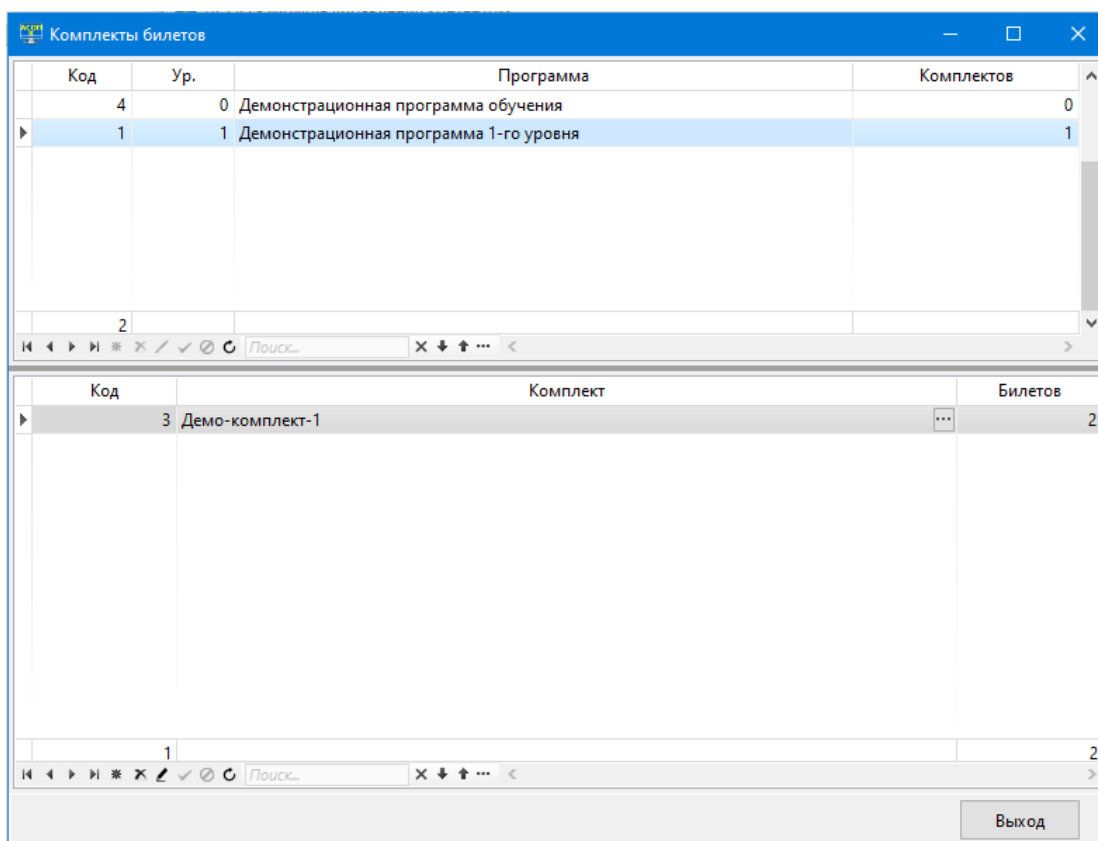 Комплекты билетов
Код Ур. Программа Комплектов
4 0 Демонстрационная программа обучения 0
1 1 Демонстрационная программа 1-го уровня 1
2
Поиск...
Код Комплект Билетов
3 Демо-комплект-1 ... 2
1 2
Поиск...
Выход